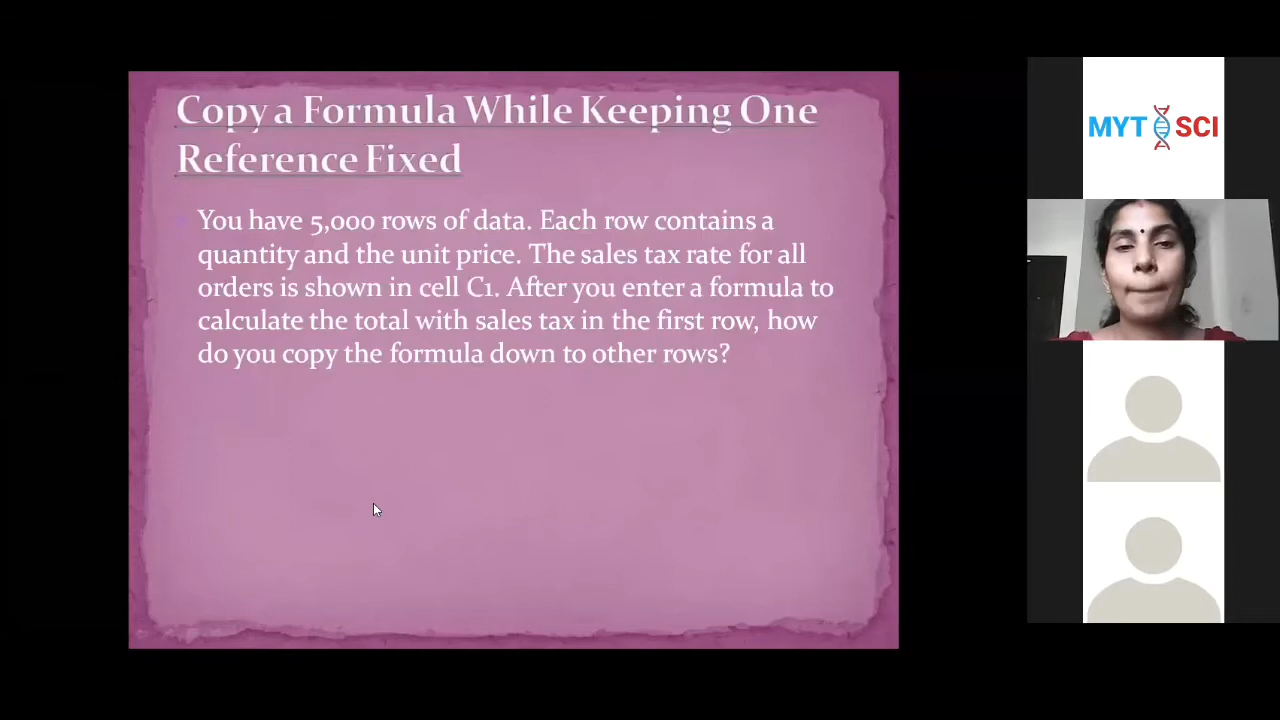 Copy a Formula While Keeping One
Reference Fixed
You have 5,000 rows of data. Each row contains a
quantity and the unit price. The sales tax rate for all
orders is shown in cell C1. After you enter a formula to
calculate the total with sales tax in the first row, how
do you copy the formula down to other rows?
MYT SCI